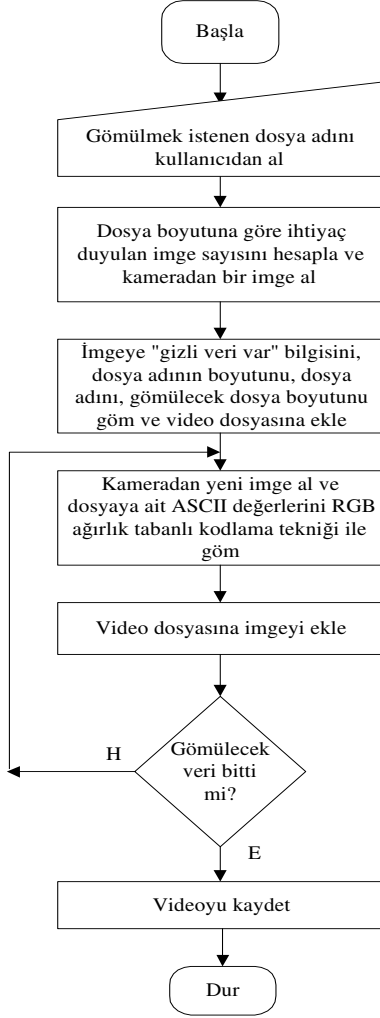 Başla
Gömülmek istenen dosya adını
kullanıcıdan al
Dosya boyutuna göre ihtiyaç
duyulan imge sayısını hesapla ve
kameradan bir imge al
İmgeye "gizli veri var" bilgisini,
dosya adının boyutunu, dosya
adını, gömülecek dosya boyutunu
göm ve video dosyasına ekle
Kameradan yeni imge al ve
dosyaya ait ASCII değerlerini RGB
ağırlık tabanlı kodlama tekniği ile
göm
Video dosyasına imgeyi ekle
H
Gömülecek
veri bitti
mi?
E
Videoyu kaydet
Dur